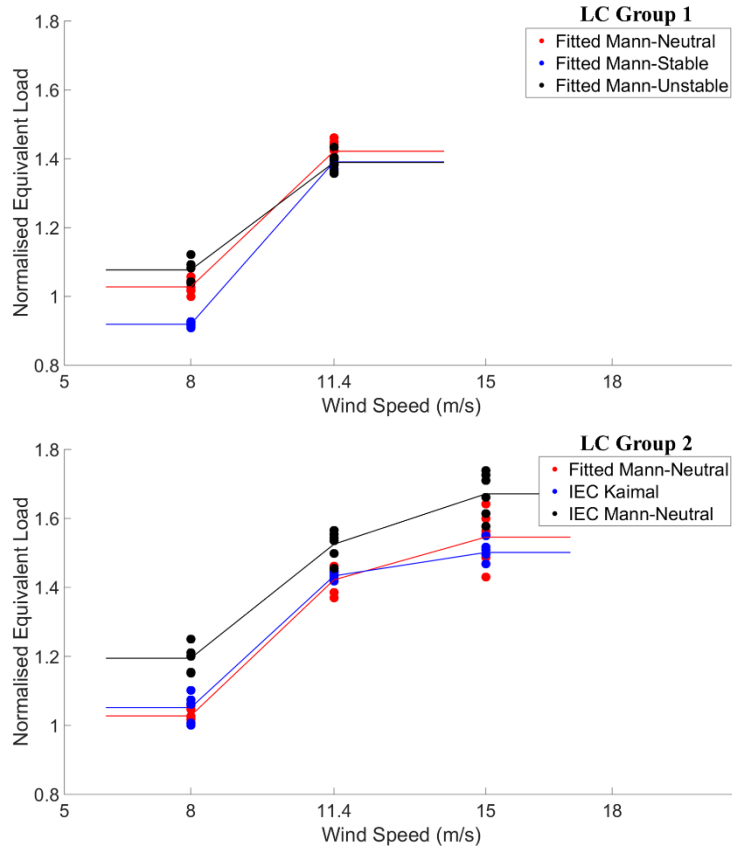 LC Group 1
Fitted Mann-Neutral
Fitted Mann-Stable
Fitted Mann-Unstable
Normalised Equivalent Load
1.8
1.6
1.4
1.2
1
0.8
5 8 11.4 15 18
Wind Speed (m/s)
LC Group 2
Fitted Mann-Neutral
IEC Kaimal
IEC Mann-Neutral
Normalised Equivalent Load
1.8
1.6
1.4
1.2
1
0.8
5 8 11.4 15 18
Wind Speed (m/s)